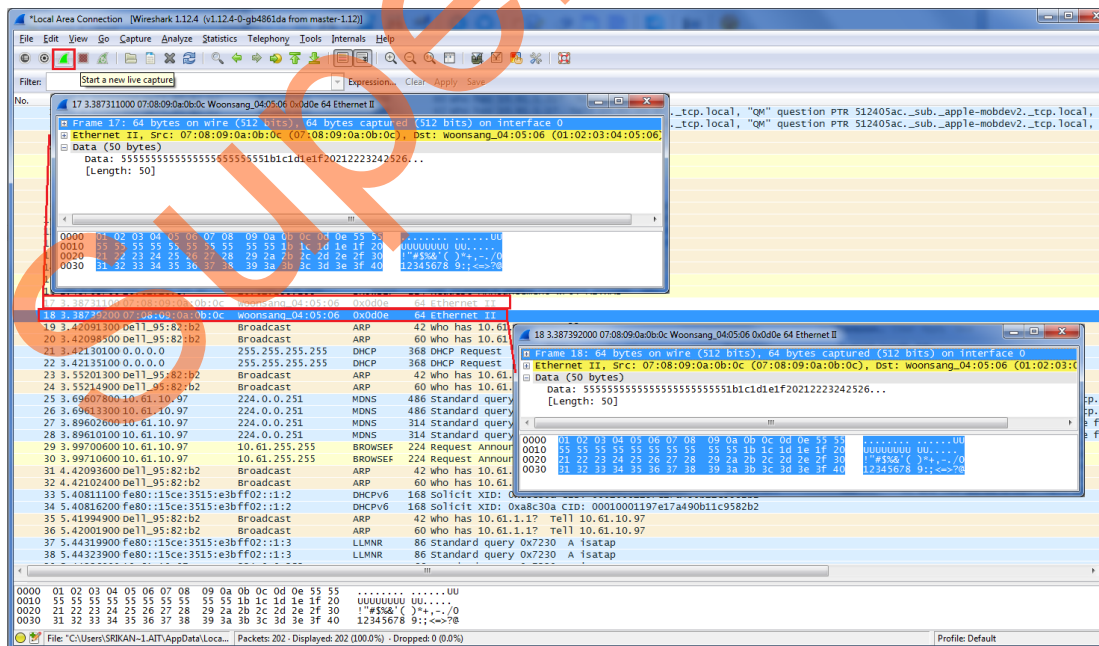 *Local Area Connection [Wireshark 1.12.4 (v1.12.4-0-gb4861da from master-1.12)]
File Edit View Go Capture Analyze Statistics Telephony Tools Internals Help
Start a new live capture
Filter: Expression... Clear Apply Save
No.
._tcp.local, "QM" question PTR 512405ac._sub._apple-mobdev2._tcp.local,
._tcp.local, "QM" question PTR 512405ac._sub._apple-mobdev2._tcp.local,
17 3.387311000 07:08:09:0a:0b:0c Woonsang_04:05:06 0x0d0e 64 Ethernet II
Frame 17: 64 bytes on wire (512 bits), 64 bytes captured (512 bits) on interface 0
Ethernet II, Src: 07:08:09:0a:0b:0c (07:08:09:0a:0b:0c), Dst: Woonsang_04:05:06 (01:02:03:04:05:06)
Data (50 bytes)
Data: 5555555555555555555555551b1c1d1e1f20212223242526...
[Length: 50]
0000 01 02 03 04 05 06 07 08 09 0a 0b 0c 0d 0e 55 55 ........ ......UU
0010 55 55 55 55 55 55 55 55 55 55 1b 1c 1d 1e 1f 20 UUUUUUUU UU.....
0020 21 22 23 24 25 26 27 28 29 2a 2b 2c 2d 2e 2f 30 !"#$%&'( )*+,-./0
0030 31 32 33 34 35 36 37 38 39 3a 3b 3c 3d 3e 3f 40 12345678 9:;<=>?@
17 3.38731100 07:08:09:0a:0b:0c Woonsang_04:05:06 0x0d0e 64 Ethernet II
18 3.38739200 07:08:09:0a:0b:0c Woonsang_04:05:06 0x0d0e 64 Ethernet II
19 3.42091300 Dell_95:82:b2 Broadcast ARP 42 Who has 10.61
20 3.42098500 Dell_95:82:b2 Broadcast ARP 60 Who has 10.61
21 3.42130100 0.0.0.0 255.255.255.255 DHCP 368 DHCP Request
22 3.42135100 0.0.0.0 255.255.255.255 DHCP 368 DHCP Request
23 3.55201300 Dell_95:82:b2 Broadcast ARP 42 Who has 10.61.
24 3.55214900 Dell_95:82:b2 Broadcast ARP 60 Who has 10.61.
25 3.69607800 10.61.10.97 224.0.0.251 MDNS 486 Standard query
26 3.69613300 10.61.10.97 224.0.0.251 MDNS 486 Standard query
27 3.89602600 10.61.10.97 224.0.0.251 MDNS 314 Standard query
28 3.89610100 10.61.10.97 224.0.0.251 MDNS 314 Standard query
29 3.99700600 10.61.10.97 10.61.255.255 BROWSEF 224 Request Announ
30 3.99710600 10.61.10.97 10.61.255.255 BROWSEF 224 Request Announ
31 4.42093600 Dell_95:82:b2 Broadcast ARP 42 Who has 10.61.
32 4.42102400 Dell_95:82:b2 Broadcast ARP 60 Who has 10.61.
18 3.387392000 07:08:09:0a:0b:0c Woonsang_04:05:06 0x0d0e 64 Ethernet II
Frame 18: 64 bytes on wire (512 bits), 64 bytes captured (512 bits) on interface 0
Ethernet II, Src: 07:08:09:0a:0b:0c (07:08:09:0a:0b:0c), Dst: Woonsang_04:05:06 (01:02:03:0
Data (50 bytes)
Data: 5555555555555555555555551b1c1d1e1f20212223242526...
[Length: 50]
0000 01 02 03 04 05 06 07 08 09 0a 0b 0c 0d 0e 55 55 ........ ......UU
0010 55 55 55 55 55 55 55 55 55 55 1b 1c 1d 1e 1f 20 UUUUUUUU UU.....
0020 21 22 23 24 25 26 27 28 29 2a 2b 2c 2d 2e 2f 30 !"#$%&'( )*+,-./0
0030 31 32 33 34 35 36 37 38 39 3a 3b 3c 3d 3e 3f 40 12345678 9:;<=>?@
33 5.40811100 fe80::15ce:3515:e3b ff02::1:2 DHCPv6 168 Solicit XID:
34 5.40816200 fe80::15ce:3515:e3b ff02::1:2 DHCPv6 168 Solicit XID: 0xa8c30a CID: 00010001197e17a490b11c9582b2
35 5.41994900 Dell_95:82:b2 Broadcast ARP 42 Who has 10.61.1.1? Tell 10.61.10.97
36 5.42001900 Dell_95:82:b2 Broadcast ARP 60 Who has 10.61.1.1? Tell 10.61.10.97
37 5.44319900 fe80::15ce:3515:e3b ff02::1:3 LLMNR 86 Standard query 0x7230 A isatap
38 5.44323900 fe80::15ce:3515:e3b ff02::1:3 LLMNR 86 Standard query 0x7230 A isatap
0000 01 02 03 04 05 06 07 08 09 0a 0b 0c 0d 0e 55 55 ........ ......UU
0010 55 55 55 55 55 55 55 55 55 55 1b 1c 1d 1e 1f 20 UUUUUUUU UU.....
0020 21 22 23 24 25 26 27 28 29 2a 2b 2c 2d 2e 2f 30 !"#$%&'( )*+,-./0
0030 31 32 33 34 35 36 37 38 39 3a 3b 3c 3d 3e 3f 40 12345678 9:;<=>?@
File: "C:\Users\SRIKAN~1.AIT\AppData\Loca... Packets: 202 · Displayed: 202 (100.0%) · Dropped: 0 (0.0%) Profile: Default